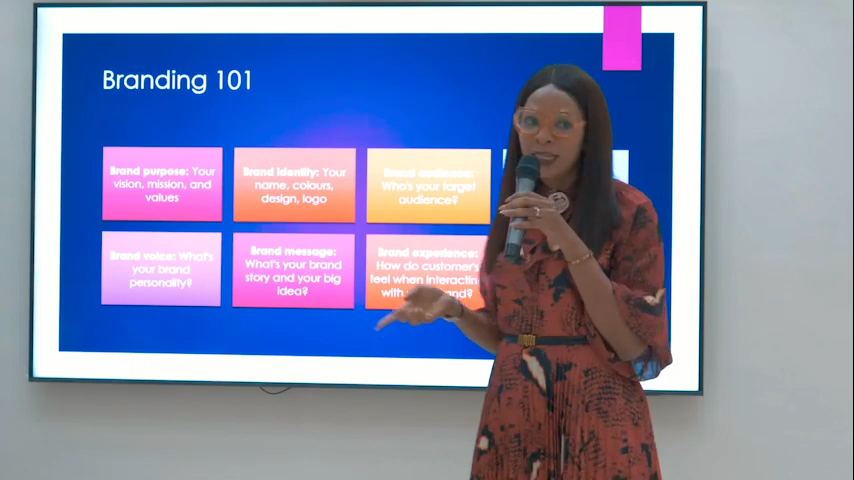 Branding 101
Brand purpose: Your
vision, mission, and
values
Brand identity: Your
name, colours,
design, logo
Brand audience:
Who's your target
audience?
Brand voice: What's
your brand
personality?
Brand message:
What's your brand
story and your big
idea?
Brand experience:
How do customer's
feel when interacting
with